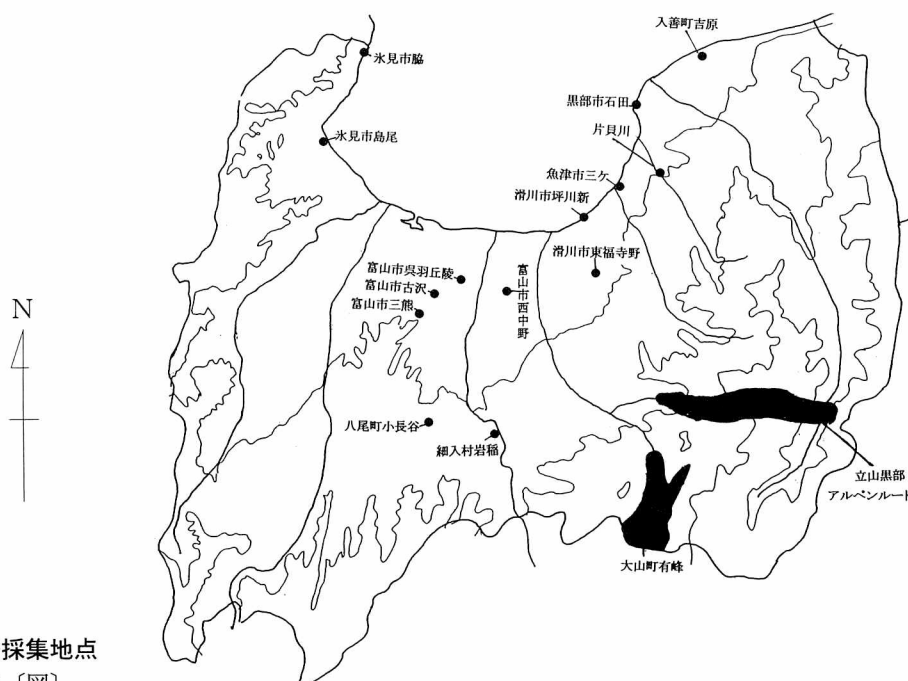 入善町吉原
氷見市脇
黒部市石田
片貝川
氷見市島尾
魚津市三ケ
滑川市坪川新
滑川市東福寺野
富山市呉羽丘陵
富山市古沢
富山市三熊
富山市西中野
N
八尾町小長谷
細入村岩稲
立山黒部
アルペンルート
大山町有峰
採集地点
〔図〕